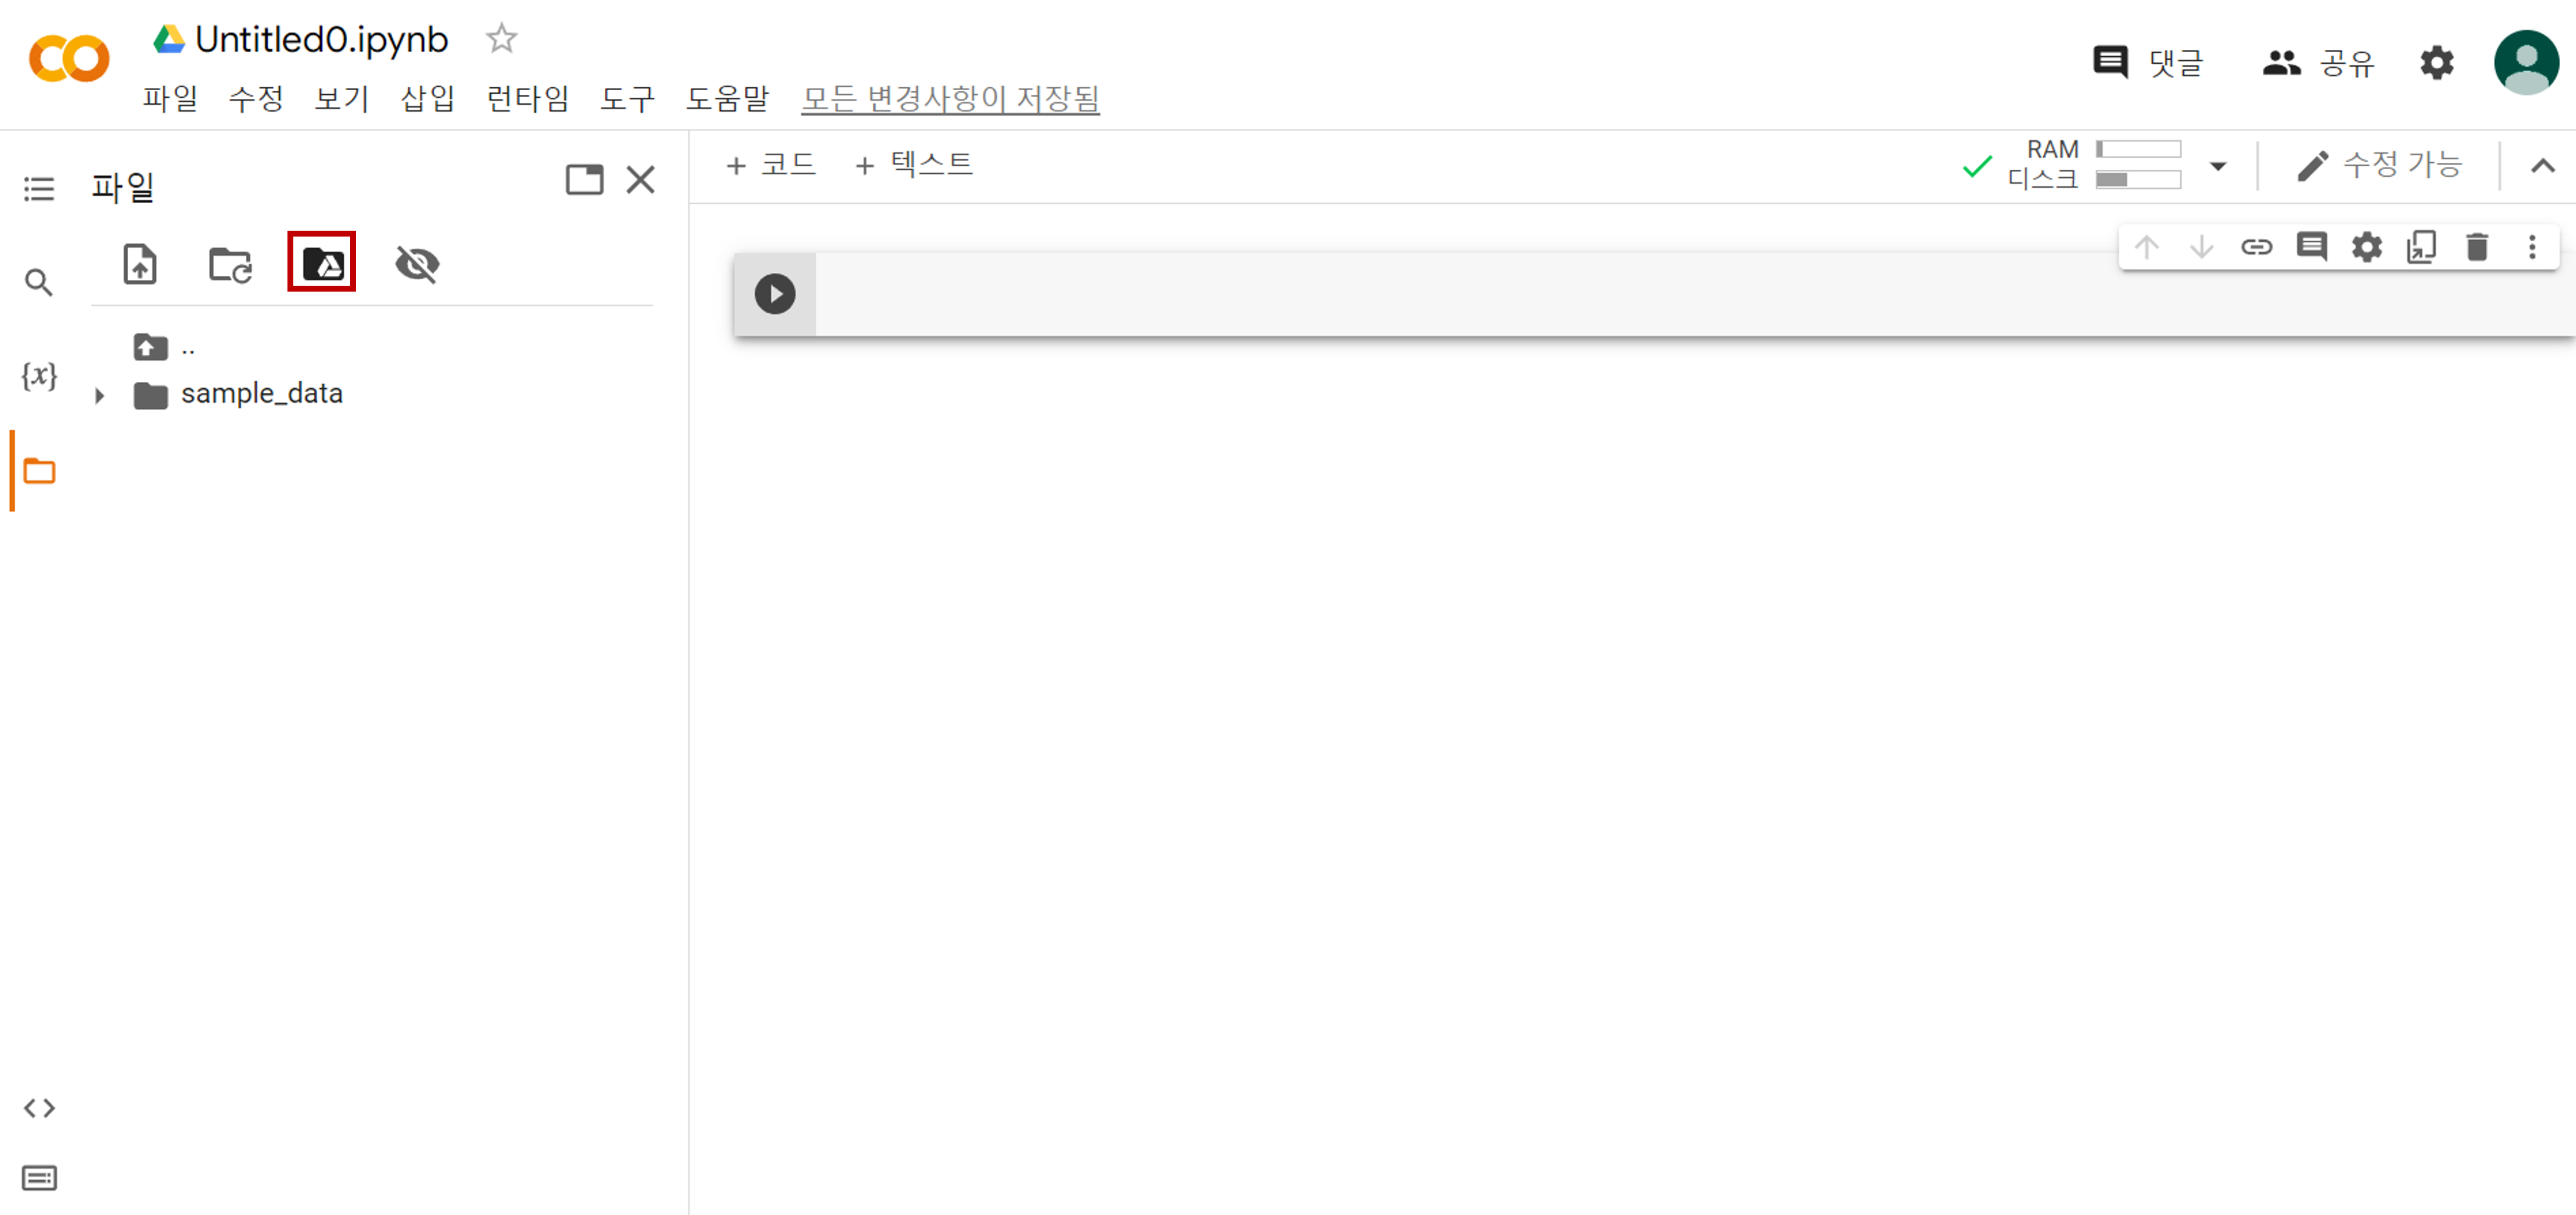 Untitled0.ipynb
파일 수정 보기 삽입 런타임 도구 도움말 모든 변경사항이 저장됨
댓글 공유
파일
+ 코드 + 텍스트
RAM
디스크
수정 가능
..
sample_data
{x}